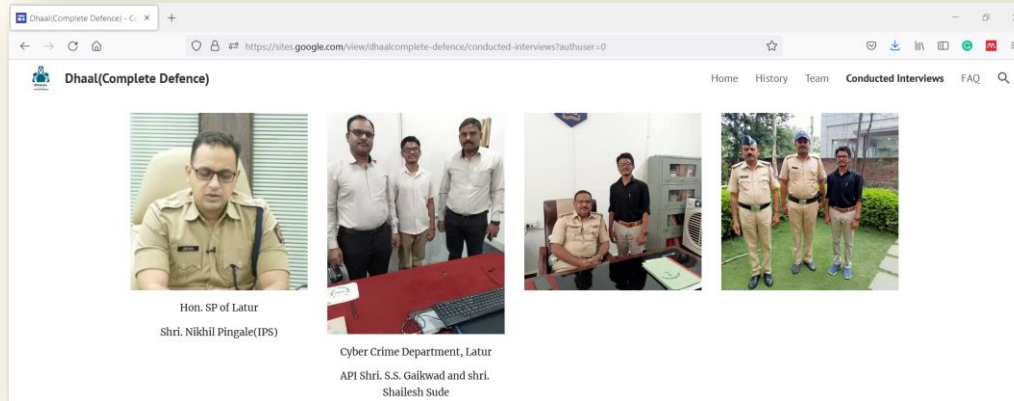 Dhaal(Complete Defence) - Co
https://sites.google.com/view/dhaalcomplete-defence/conducted-interviews?authuser=0
Dhaal(Complete Defence)
Home History Team Conducted Interviews FAQ
Hon. SP of Latur
Shri. Nikhil Pingale(IPS)
Cyber Crime Department, Latur
API Shri. S.S. Gaikwad and shri.
Shailesh Sude